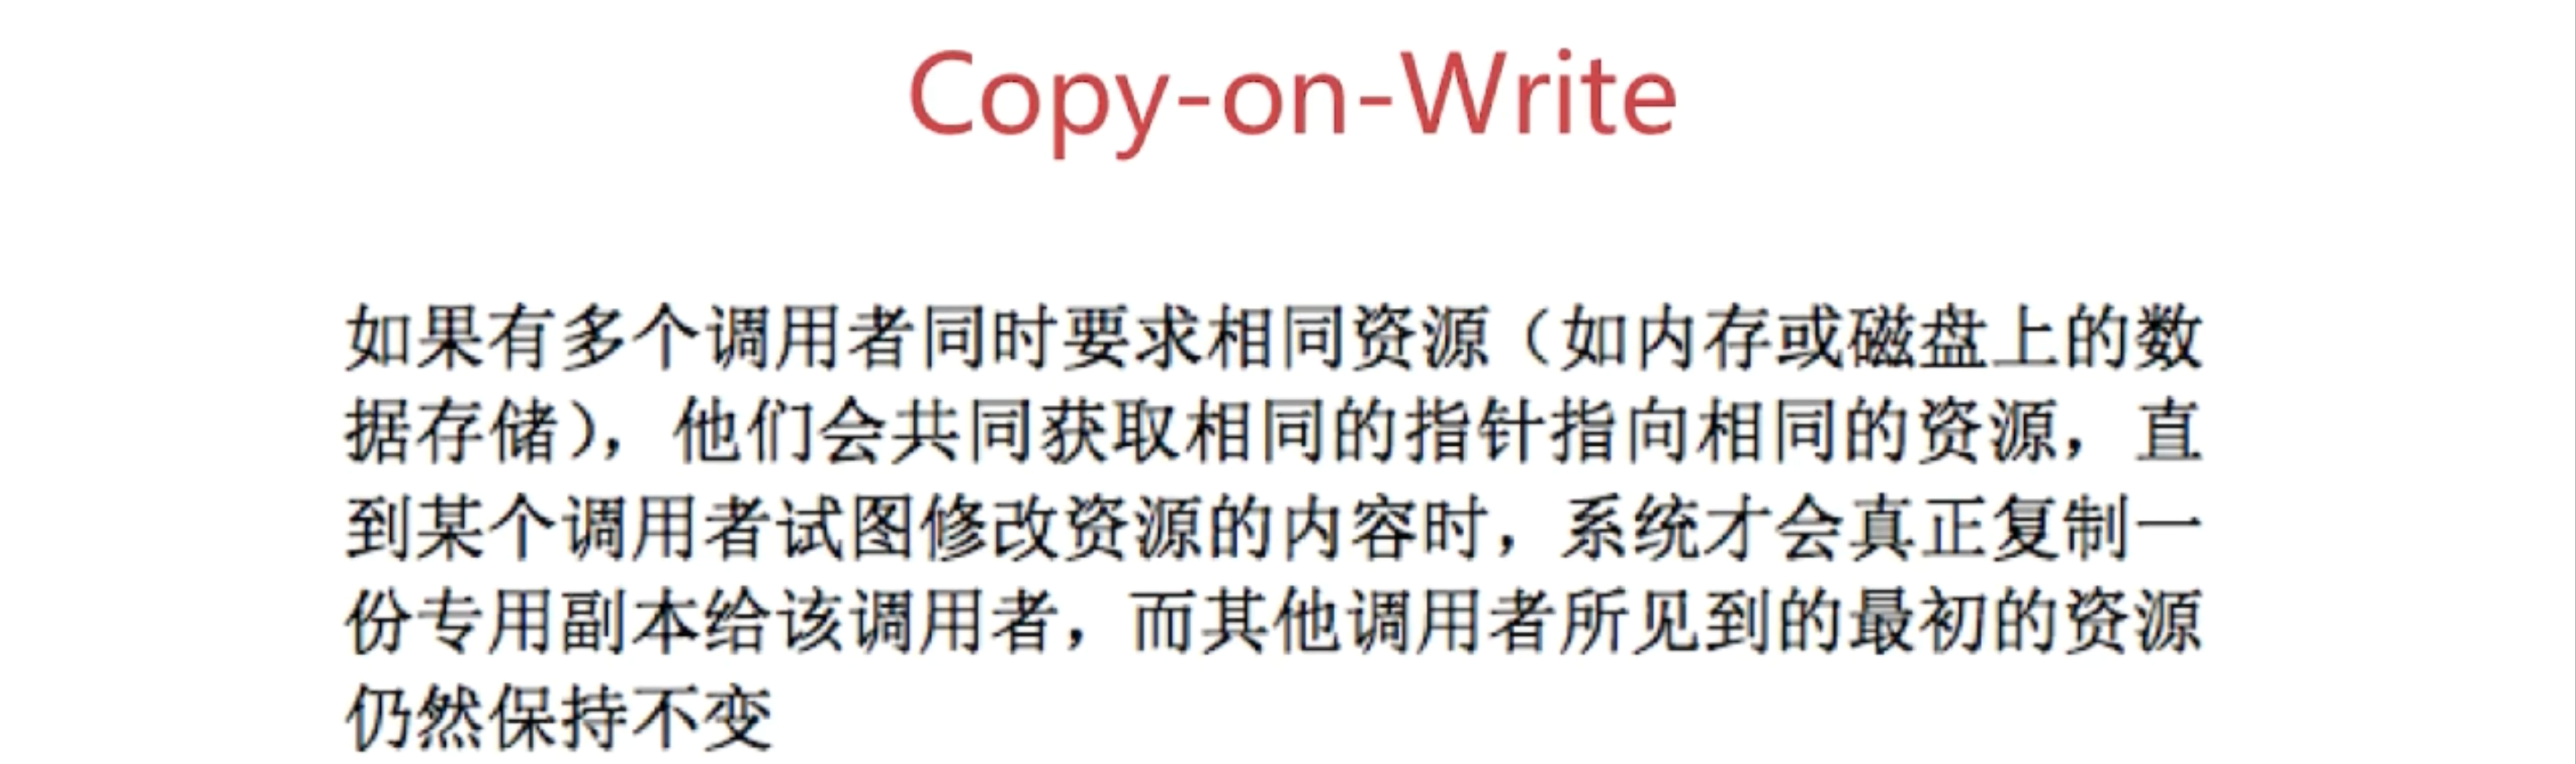 Copy-on-Write
如果有多个调用者同时要求相同资源（如内存或磁盘上的数
据存储），他们会共同获取相同的指针指向相同的资源，直
到某个调用者试图修改资源的内容时，系统才会真正复制一
份专用副本给该调用者，而其他调用者所见到的最初的资源
仍然保持不变